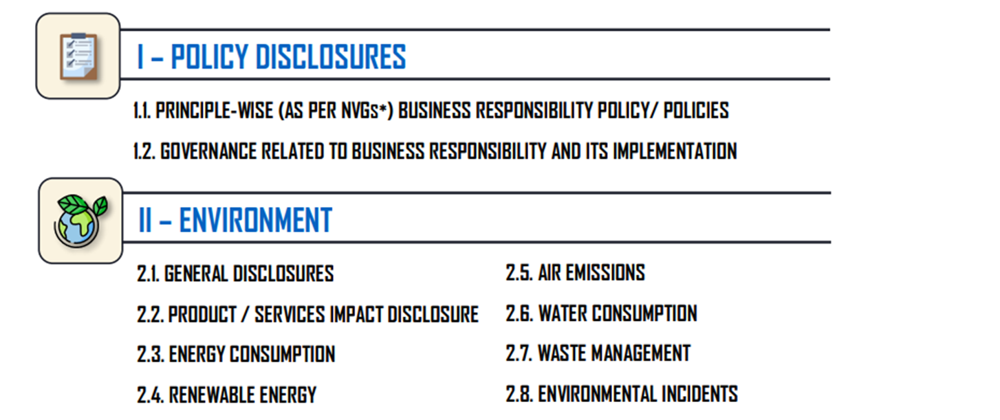 I – POLICY DISCLOSURES
1.1. PRINCIPLE-WISE (AS PER NVGs*) BUSINESS RESPONSIBILITY POLICY/ POLICIES
1.2. GOVERNANCE RELATED TO BUSINESS RESPONSIBILITY AND ITS IMPLEMENTATION
II – ENVIRONMENT
2.1. GENERAL DISCLOSURES
2.2. PRODUCT / SERVICES IMPACT DISCLOSURE
2.3. ENERGY CONSUMPTION
2.4. RENEWABLE ENERGY
2.5. AIR EMISSIONS
2.6. WATER CONSUMPTION
2.7. WASTE MANAGEMENT
2.8. ENVIRONMENTAL INCIDENTS